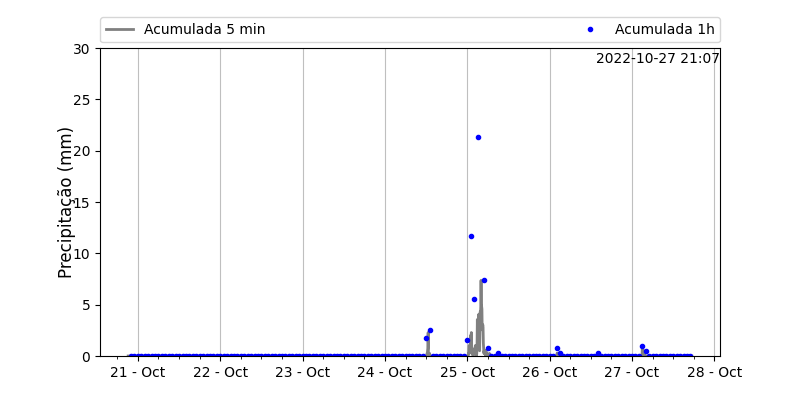 Acumulada 5 min
Acumulada 1h
2022-10-27 21:07
Precipitação (mm)
30
25
20
15
10
5
0
21 - Oct
22 - Oct
23 - Oct
24 - Oct
25 - Oct
26 - Oct
27 - Oct
28 - Oct